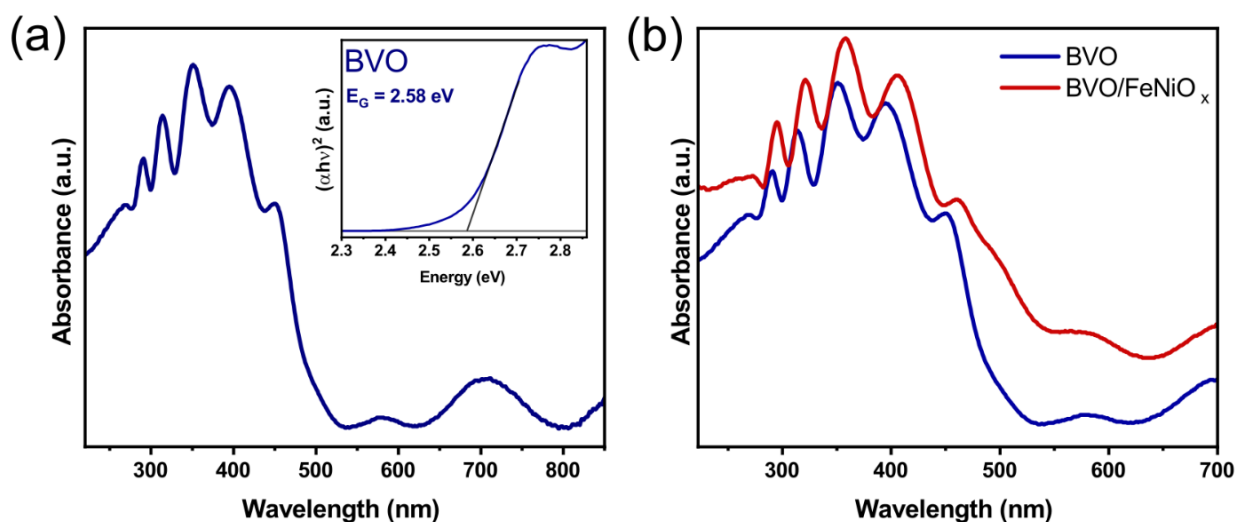 (a)
BVO
E_G = 2.58 eV
(αhν)² (a.u.)
2.3 2.4 2.5 2.6 2.7 2.8
Energy (eV)
Absorbance (a.u.)
300 400 500 600 700 800
Wavelength (nm)
(b)
BVO
BVO/FeNiO x
Absorbance (a.u.)
300 400 500 600 700
Wavelength (nm)